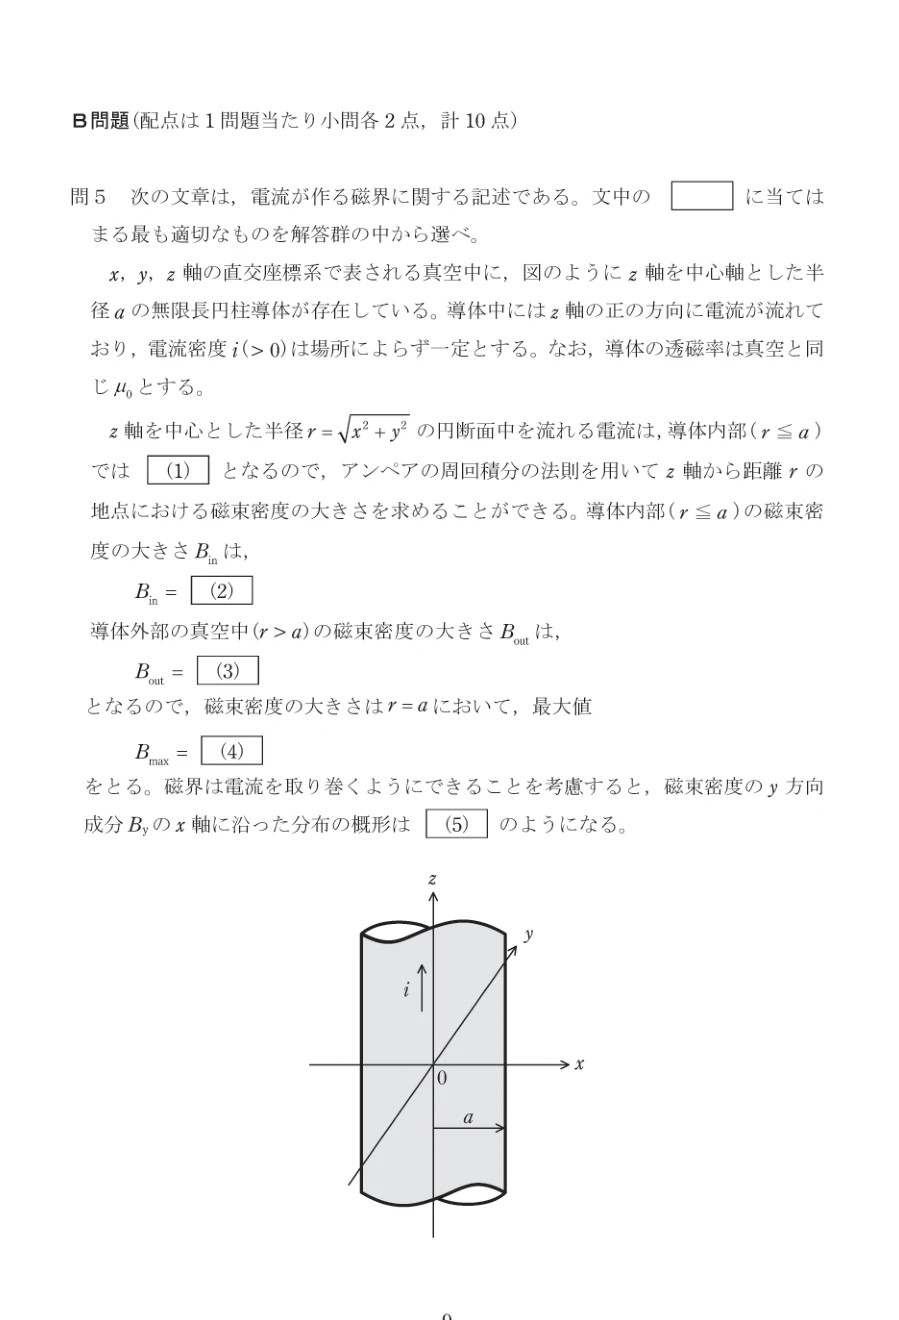 B問題(配点は1問題当たり小問各2点,計10点)
問5 次の文章は,電流が作る磁界に関する記述である。文中の □ に当ては
まる最も適切なものを解答群の中から選べ。
x,y,z 軸の直交座標系で表される真空中に,図のように z 軸を中心軸とした半
径 a の無限長円柱導体が存在している。導体中には z 軸の正の方向に電流が流れて
おり,電流密度 i (> 0)は場所によらず一定とする。なお,導体の透磁率は真空と同
じ μ₀ とする。
z 軸を中心とした半径 r = √(x² + y²) の円断面中を流れる電流は,導体内部( r ≦ a )
では (1) となるので,アンペアの周回積分の法則を用いて z 軸から距離 r の
地点における磁束密度の大きさを求めることができる。導体内部( r ≦ a )の磁束密
度の大きさ B_in は,
B_in = (2)
導体外部の真空中(r > a)の磁束密度の大きさ B_out は,
B_out = (3)
となるので,磁束密度の大きさは r = a において,最大値
B_max = (4)
をとる。磁界は電流を取り巻くようにできることを考慮すると,磁束密度の y 方向
成分 B_y の x 軸に沿った分布の概形は (5) のようになる。
z
y
i
x
0
a